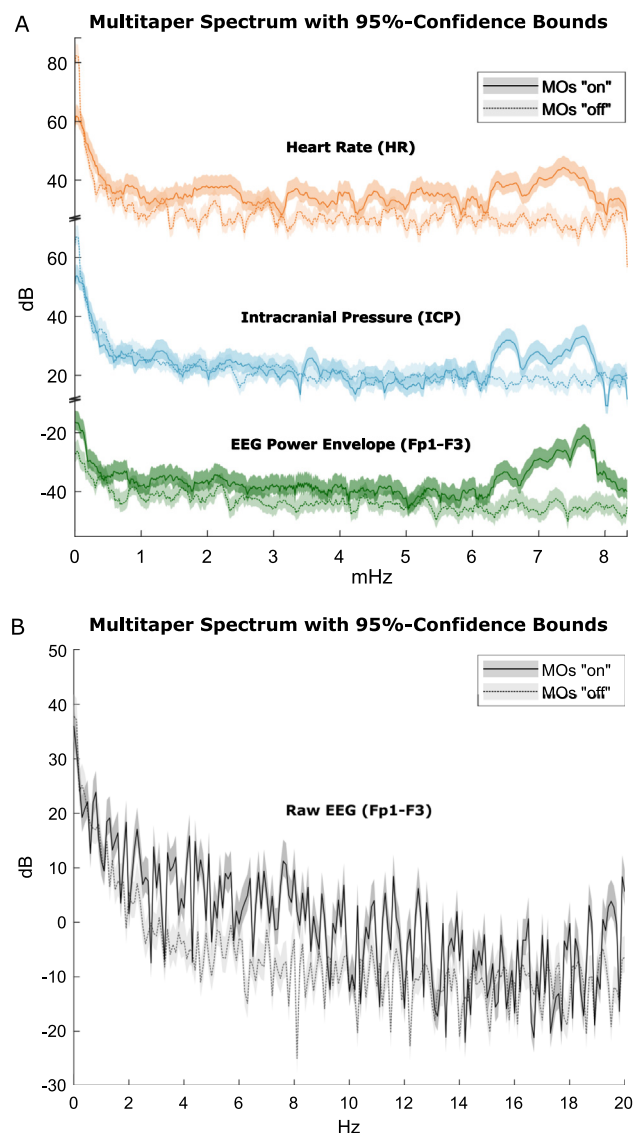 A
Multitaper Spectrum with 95%-Confidence Bounds
MOs "on"
MOs "off"
80
60
40
60
40
20
-20
-40
dB
Heart Rate (HR)
Intracranial Pressure (ICP)
EEG Power Envelope (Fp1-F3)
0 1 2 3 4 5 6 7 8
mHz
B
Multitaper Spectrum with 95%-Confidence Bounds
MOs "on"
MOs "off"
50
40
30
20
10
0
-10
-20
-30
dB
Raw EEG (Fp1-F3)
0 2 4 6 8 10 12 14 16 18 20
Hz